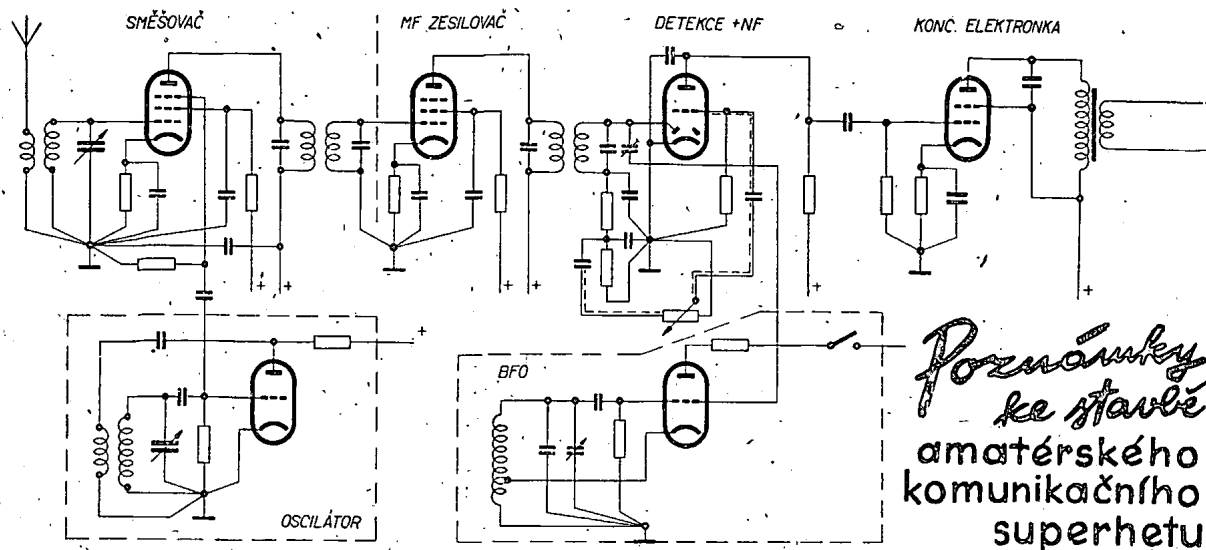 SMĚŠOVAČ
MF ZESILOVAČ
DETEKCE +NF
KONC. ELEKTRONKA
+ +
+ +
+
+
+
BFO
OSCILÁTOR
Poznámky
ke stavbě
amatérského
komunikačního
superhetu